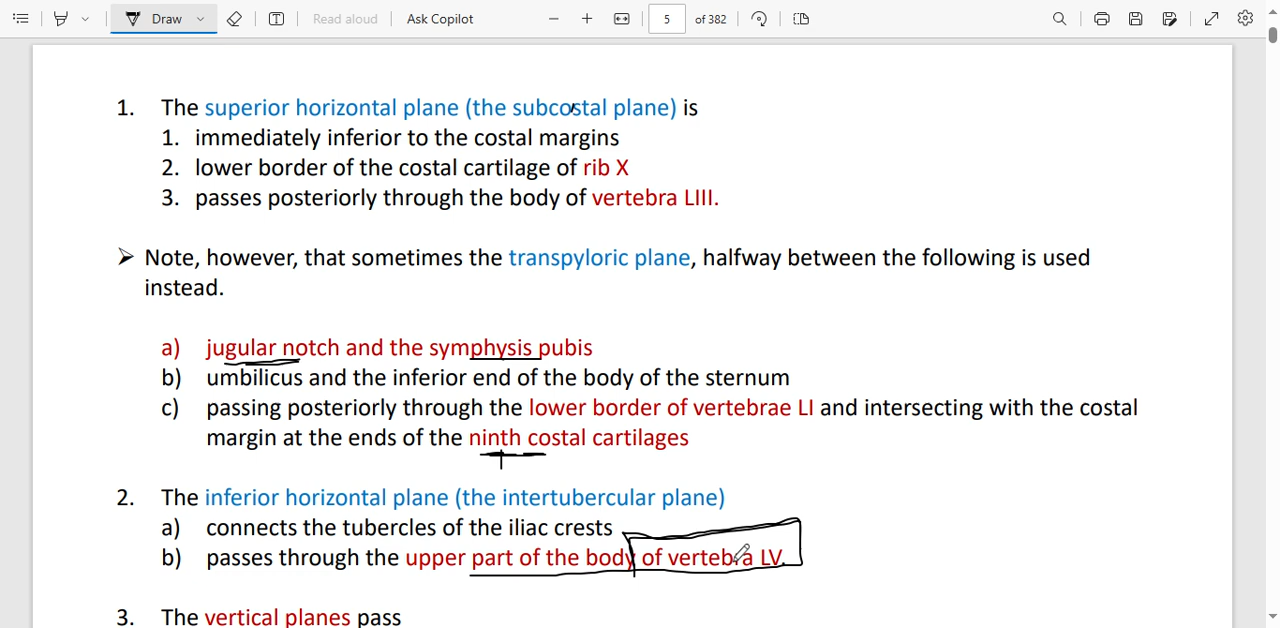 Draw
Read aloud
Ask Copilot
5
of 382
1. The superior horizontal plane (the subcostal plane) is
1. immediately inferior to the costal margins
2. lower border of the costal cartilage of rib X
3. passes posteriorly through the body of vertebra LIII.
➢ Note, however, that sometimes the transpyloric plane, halfway between the following is used
instead.
a) jugular notch and the symphysis pubis
b) umbilicus and the inferior end of the body of the sternum
c) passing posteriorly through the lower border of vertebrae LI and intersecting with the costal
margin at the ends of the ninth costal cartilages
2. The inferior horizontal plane (the intertubercular plane)
a) connects the tubercles of the iliac crests
b) passes through the upper part of the body of vertebra LV.
3. The vertical planes pass